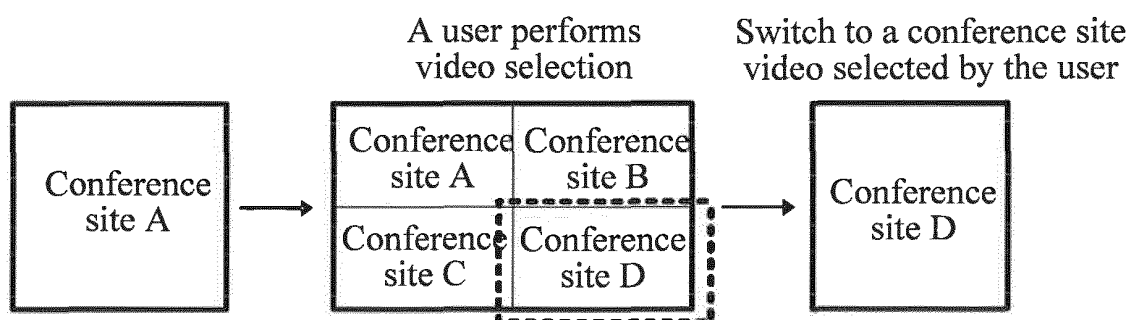 A user performs
video selection
Switch to a conference site
video selected by the user
Conference
site A
Conference
site A
Conference
site B
Conference
site C
Conference
site D
Conference
site D